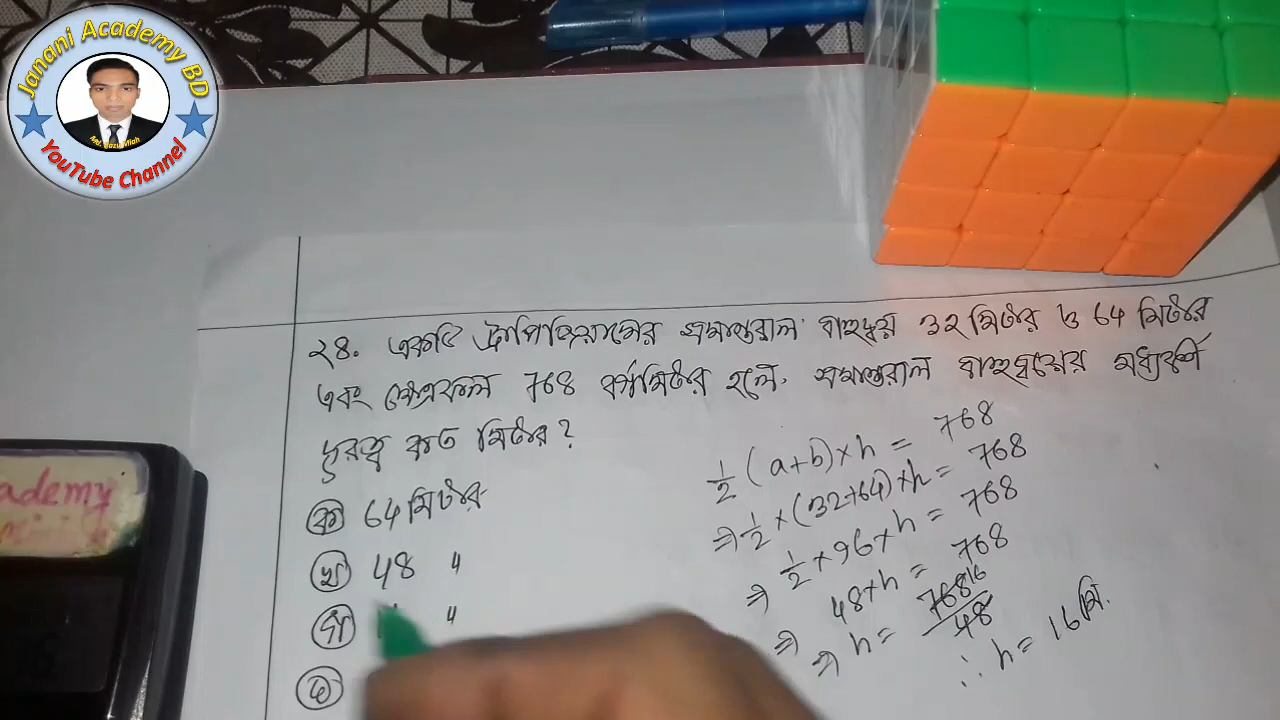 Janani Academy BD
YouTube Channel
ademy
২৪. একটি ট্রাপিজিয়ামের সমান্তরাল বাহুদ্বয় 32 মিটার ও 64 মিটার
এবং ক্ষেত্রফল 768 বর্গমিটার হলে, সমান্তরাল বাহুদ্বয়ের মধ্যবর্তী
দূরত্ব কত মিটার?
ক 64 মিটার
খ 48 "
গ "
ঘ
1/2 (a+b)×h = 768
⇒ 1/2 × (32+64)×h = 768
⇒ 1/2 × 96 × h = 768
⇒ 48 × h = 768
⇒ h = 768 16 / 48
∴ h = 16 মি.